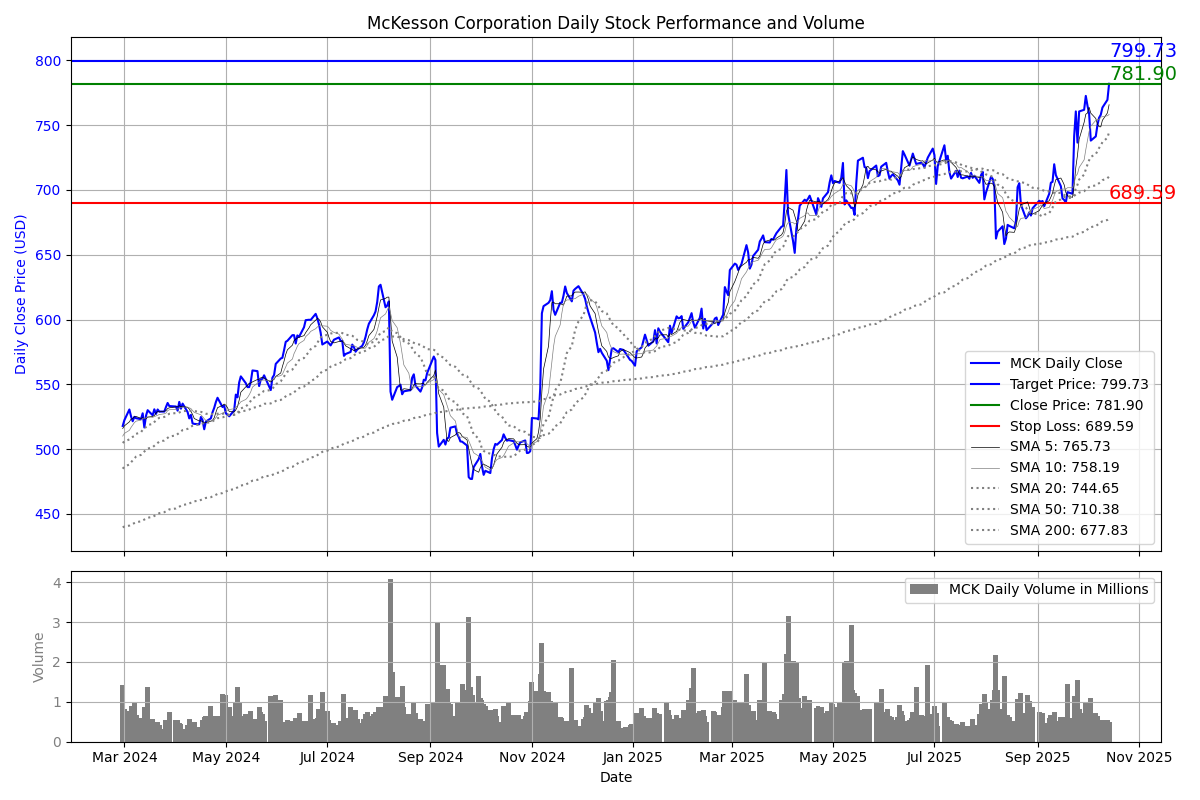 McKesson Corporation Daily Stock Performance and Volume
799.73
781.90
689.59
800
750
700
650
600
550
500
450
Daily Close Price (USD)
MCK Daily Close
Target Price: 799.73
Close Price: 781.90
Stop Loss: 689.59
SMA 5: 765.73
SMA 10: 758.19
SMA 20: 744.65
SMA 50: 710.38
SMA 200: 677.83
4
3
2
1
0
Volume
MCK Daily Volume in Millions
Mar 2024 May 2024 Jul 2024 Sep 2024 Nov 2024 Jan 2025 Mar 2025 May 2025 Jul 2025 Sep 2025 Nov 2025
Date